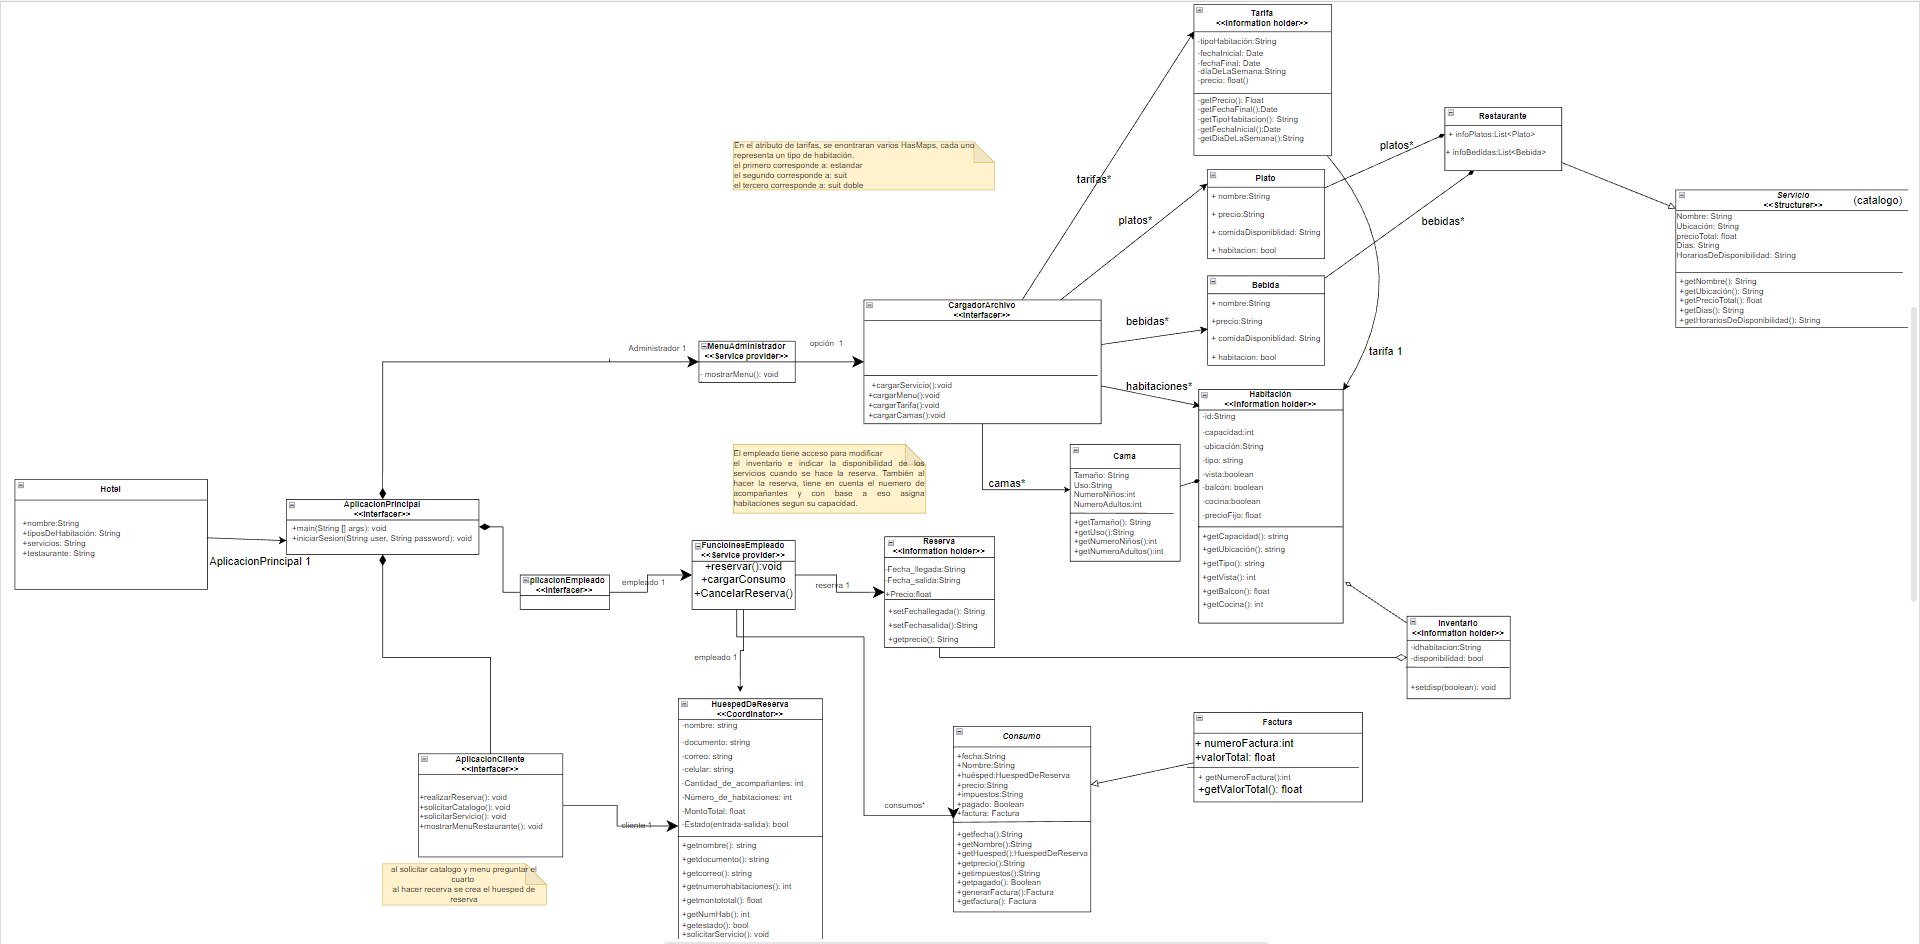 Tarifa
<<Information holder>>
-tipoHabitación:String
-fechaInicial: Date
-fechaFinal: Date
-díaDeLaSemana:String
-precio: float()
-getPrecio(): Float
-getFechaFinal():Date
-getTipoHabitacion(): String
-getFechaInicial():Date
-getDiaDeLaSemana():String
Restaurante
+ infoPlatos:List<Plato>
+ infoBedidas:List<Bebida>
En el atributo de tarifas, se enontraran varios HasMaps, cada uno
representa un tipo de habitación.
el primero corresponde a: estandar
el segundo corresponde a: suit
el tercero corresponde a: suit doble
tarifas*
platos*
platos*
bebidas*
Plato
+ nombre:String
+ precio:String
+ comidaDisponiblidad: String
+ habitacion: bool
Servicio
<<Structurer>>
(catalogo)
Nombre: String
Ubicación: String
precioTotal: float
Dias: String
HorariosDeDisponibilidad: String
+getNombre(): String
+getUbicación(): String
+getPrecioTotal(): float
+getDias(): String
+getHorariosDeDisponibilidad(): String
Bebida
+ nombre:String
+precio:String
+ comidaDisponiblidad: String
+ habitacion: bool
CargadorArchivo
<<Interfacer>>
+cargarServicio():void
+cargarMenu():void
+cargarTarifa():void
+cargarCamas():void
bebidas*
habitaciones*
camas*
tarifa 1
Administrador 1
MenuAdministrador
<<Service provider>>
- mostrarMenu(): void
opción 1
Habitación
<<Information holder>>
-id:String
-capacidad:int
-ubicación:String
-tipo: string
-vista:boolean
-balcón: boolean
-cocina:boolean
-precioFijo: float
+getCapacidad(): string
+getUbicación(): string
+getTipo(): string
+getVista(): int
+getBalcon(): float
+getCocina(): int
El empleado tiene acceso para modificar
el inventario e indicar la disponibilidad de los
servicios cuando se hace la reserva. También al
hacer la reserva, tiene en cuenta el nuemero de
acompañantes y con base a eso asigna
habitaciones segun su capacidad.
Cama
Tamaño: String
Uso:String
NumeroNiños:int
NumeroAdultos:int
+getTamaño(): String
+getUso():String
+getNumeroNiños():int
+getNumeroAdultos():int
Hotel
+nombre:String
+tiposDeHabitación: String
+servicios: String
+testaurante: String
AplicacionPrincipal 1
AplicacionPrincipal
<<Interfacer>>
+main(String [] args): void
+iniciarSesion(String user, String password): void
plicacionEmpleado
<<Interfacer>>
empleado 1
FuncioinesEmpleado
<<Service provider>>
+reservar():void
+cargarConsumo
+CancelarReserva()
reserva 1
Reserva
<<Information holder>>
-Fecha_llegada:String
-Fecha_salida:String
+Precio:float
+setFechallegada(): String
+setFechasalida():String
+getprecio(): String
Inventario
<<Information holder>>
-idhabitacion:String
-disponibilidad: bool
+setdisp(boolean): void
empleado 1
HuespedDeReserva
<<Coordinator>>
-nombre: string
-documento: string
-correo: string
-celular: string
-Cantidad_de_acompañantes: int
-Número_de_habitaciones: int
-MontoTotal: float
-Estado(entrada-salida): bool
+getnombre(): string
+getdocumento(): string
+getcorreo(): string
+getnumerohabitaciones(): int
+getmontototal(): float
+getNumHab(): int
+getestado(): bool
+solicitarServicio(): void
consumos*
Consumo
+fecha:String
+Nombre:String
+huésped:HuespedDeReserva
+precio:String
+impuestos:String
+pagado: Boolean
+factura: Factura
+getfecha():String
+getNombre():String
+getHuesped():HuespedDeReserva
+getprecio():String
+getimpuestos():String
+getpagado(): Boolean
+generarFactura():Factura
+getfactura(): Factura
Factura
+ numeroFactura:int
+valorTotal: float
+ getNumeroFactura():int
+getValorTotal(): float
AplicacionCliente
<<Interfacer>>
+realizarReserva(): void
+solicitarCatalogo(): void
+solicitarServicio(): void
+mostrarMenuRestaurante(): void
cliente 1
al solicitar catalogo y menu preguntar el
cuarto
al hacer recerva se crea el huesped de
reserva